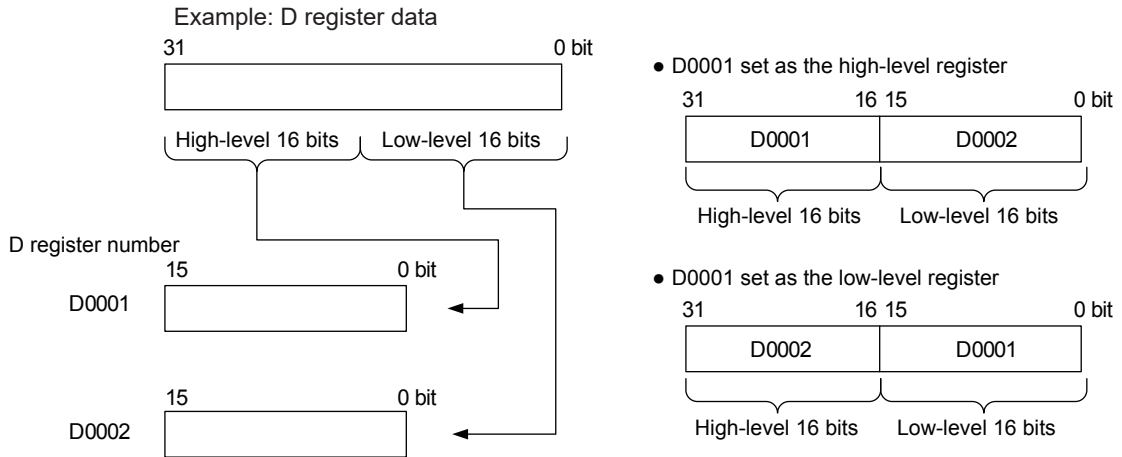 Example: D register data
31 0 bit
High-level 16 bits Low-level 16 bits
D register number
15 0 bit
D0001
15 0 bit
D0002
● D0001 set as the high-level register
31 16 15 0 bit
D0001 D0002
High-level 16 bits Low-level 16 bits
● D0001 set as the low-level register
31 16 15 0 bit
D0002 D0001
High-level 16 bits Low-level 16 bits